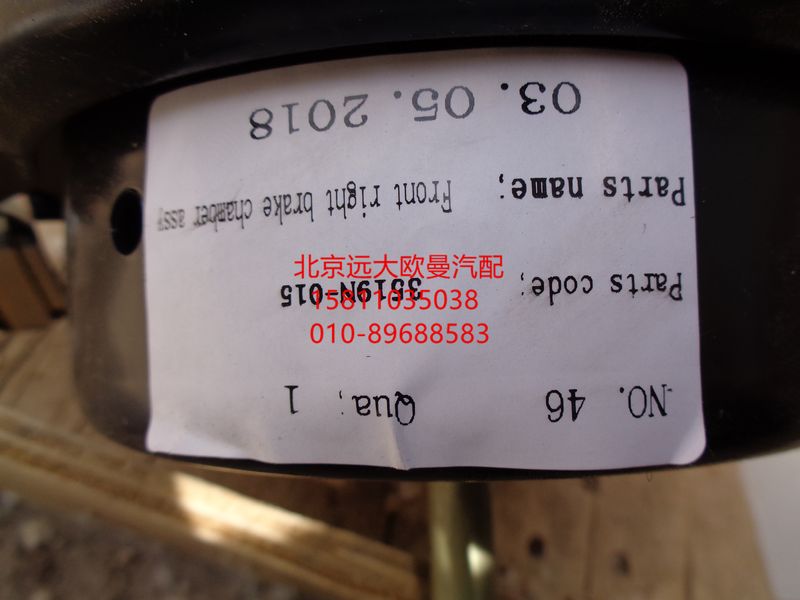 NO. 46 Qua; 1
Parts code; 3519N-015
Parts name; Front right brake chamber assy
03. 05. 2018
北京远大欧曼汽配
15811035038
010-89688583